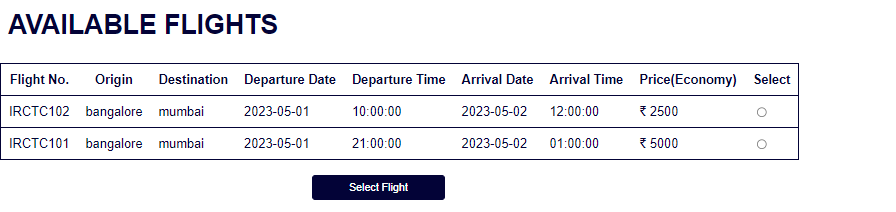 AVAILABLE FLIGHTS
Flight No. Origin Destination Departure Date Departure Time Arrival Date Arrival Time Price(Economy) Select
IRCTC102 bangalore mumbai 2023-05-01 10:00:00 2023-05-02 12:00:00 ₹ 2500
IRCTC101 bangalore mumbai 2023-05-01 21:00:00 2023-05-02 01:00:00 ₹ 5000
Select Flight